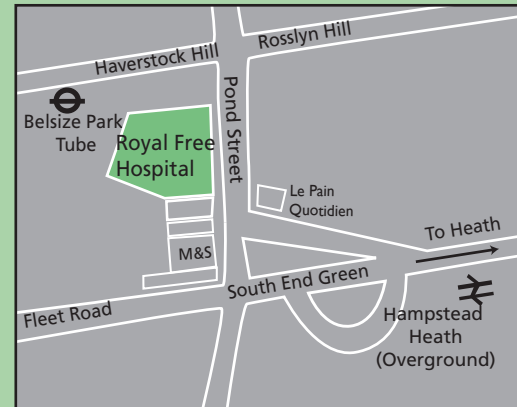 Haverstock Hill
Rosslyn Hill
Belsize Park
Tube
Royal Free
Hospital
Pond Street
Le Pain
Quotidien
M&S
To Heath
South End Green
Fleet Road
Hampstead
Heath
(Overground)